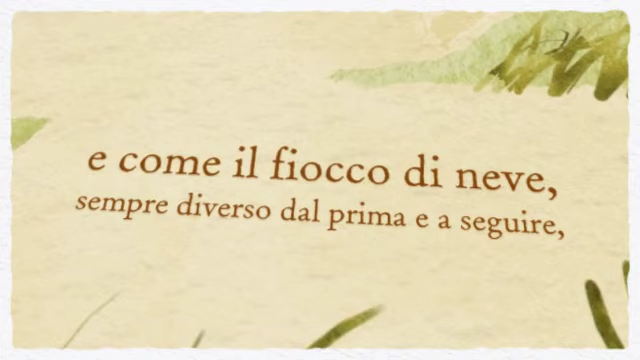 e come il fiocco di neve,
sempre diverso dal prima e a seguire,